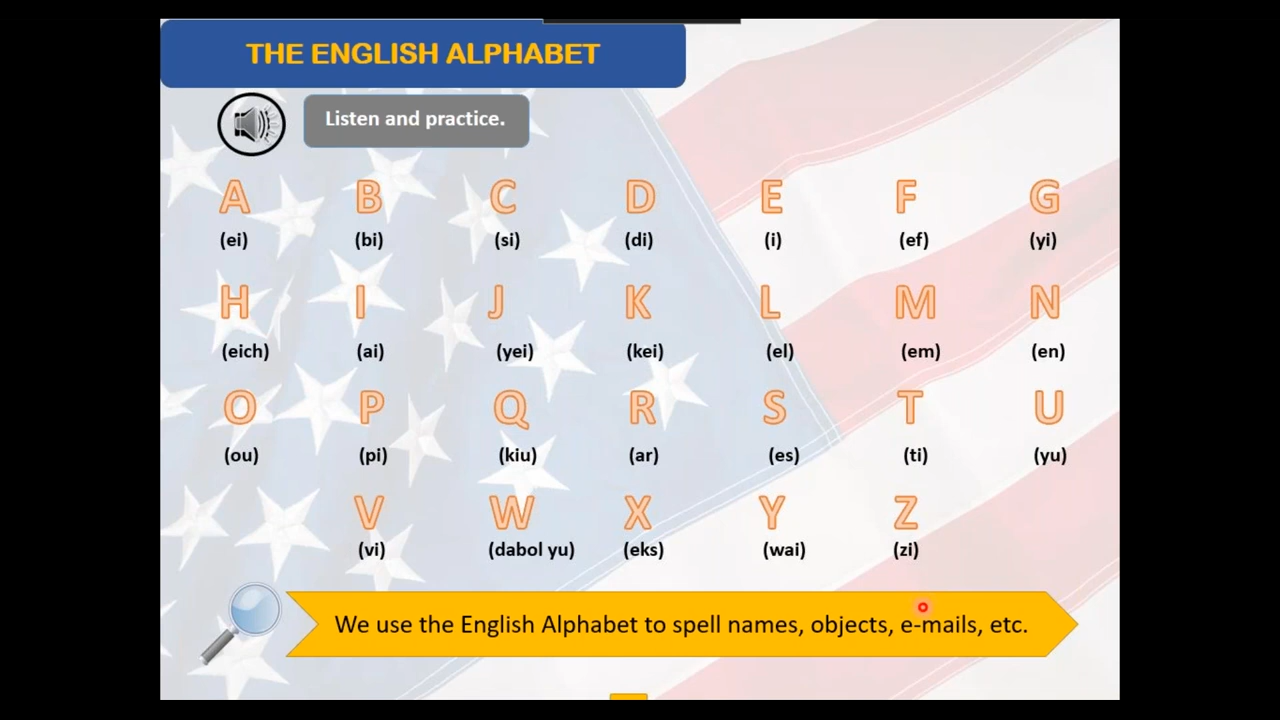 THE ENGLISH ALPHABET
Listen and practice.
A B C D E F G
(ei) (bi) (si) (di) (i) (ef) (yi)
H I J K L M N
(eich) (ai) (yei) (kei) (el) (em) (en)
O P Q R S T U
(ou) (pi) (kiu) (ar) (es) (ti) (yu)
V W X Y Z
(vi) (dabol yu) (eks) (wai) (zi)
We use the English Alphabet to spell names, objects, e-mails, etc.